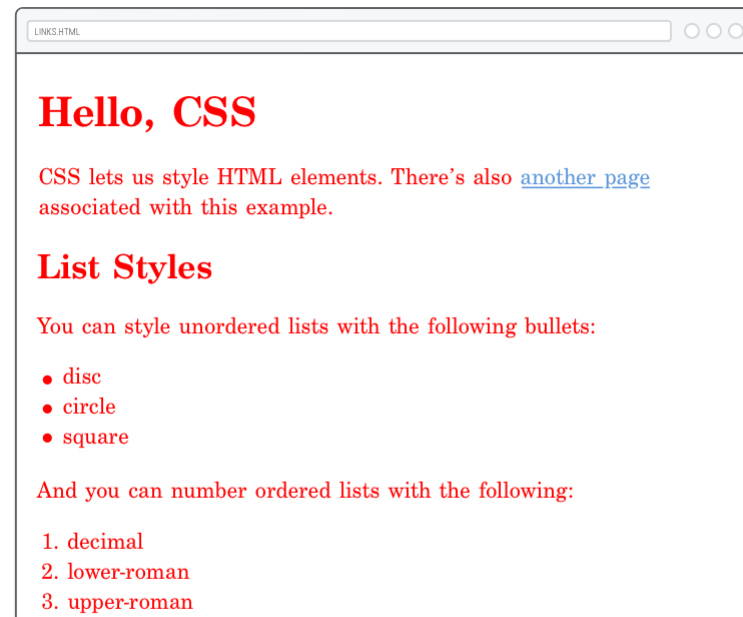 LINKS.HTML
Hello, CSS
CSS lets us style HTML elements. There's also another page
associated with this example.
List Styles
You can style unordered lists with the following bullets:
• disc
• circle
• square
And you can number ordered lists with the following:
1. decimal
2. lower-roman
3. upper-roman